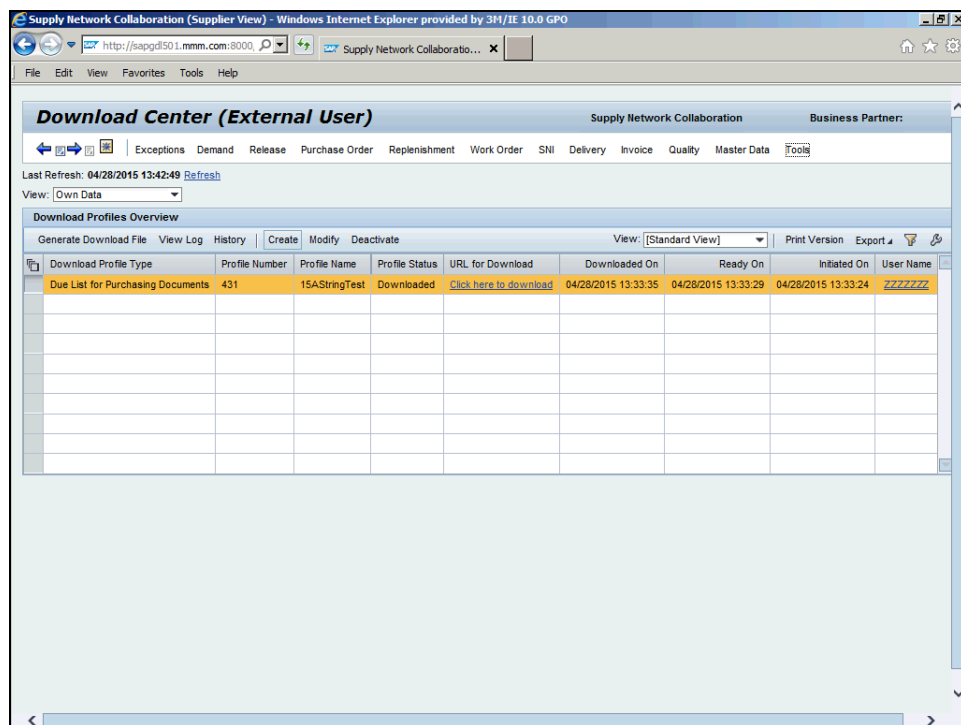 Supply Network Collaboration (Supplier View) - Windows Internet Explorer provided by 3M/IE 10.0 GPO
http://sapgdl501.mmm.com:8000, Supply Network Collaboratio...
File Edit View Favorites Tools Help
Download Center (External User) Supply Network Collaboration Business Partner:
Exceptions Demand Release Purchase Order Replenishment Work Order SNI Delivery Invoice Quality Master Data Tools
Last Refresh: 04/28/2015 13:42:49 Refresh
View: Own Data
Download Profiles Overview
Generate Download File View Log History Create Modify Deactivate View: [Standard View] Print Version Export
Download Profile Type Profile Number Profile Name Profile Status URL for Download Downloaded On Ready On Initiated On User Name
Due List for Purchasing Documents 431 15AStringTest Downloaded Click here to download 04/28/2015 13:33:35 04/28/2015 13:33:29 04/28/2015 13:33:24 ZZZZZZZ